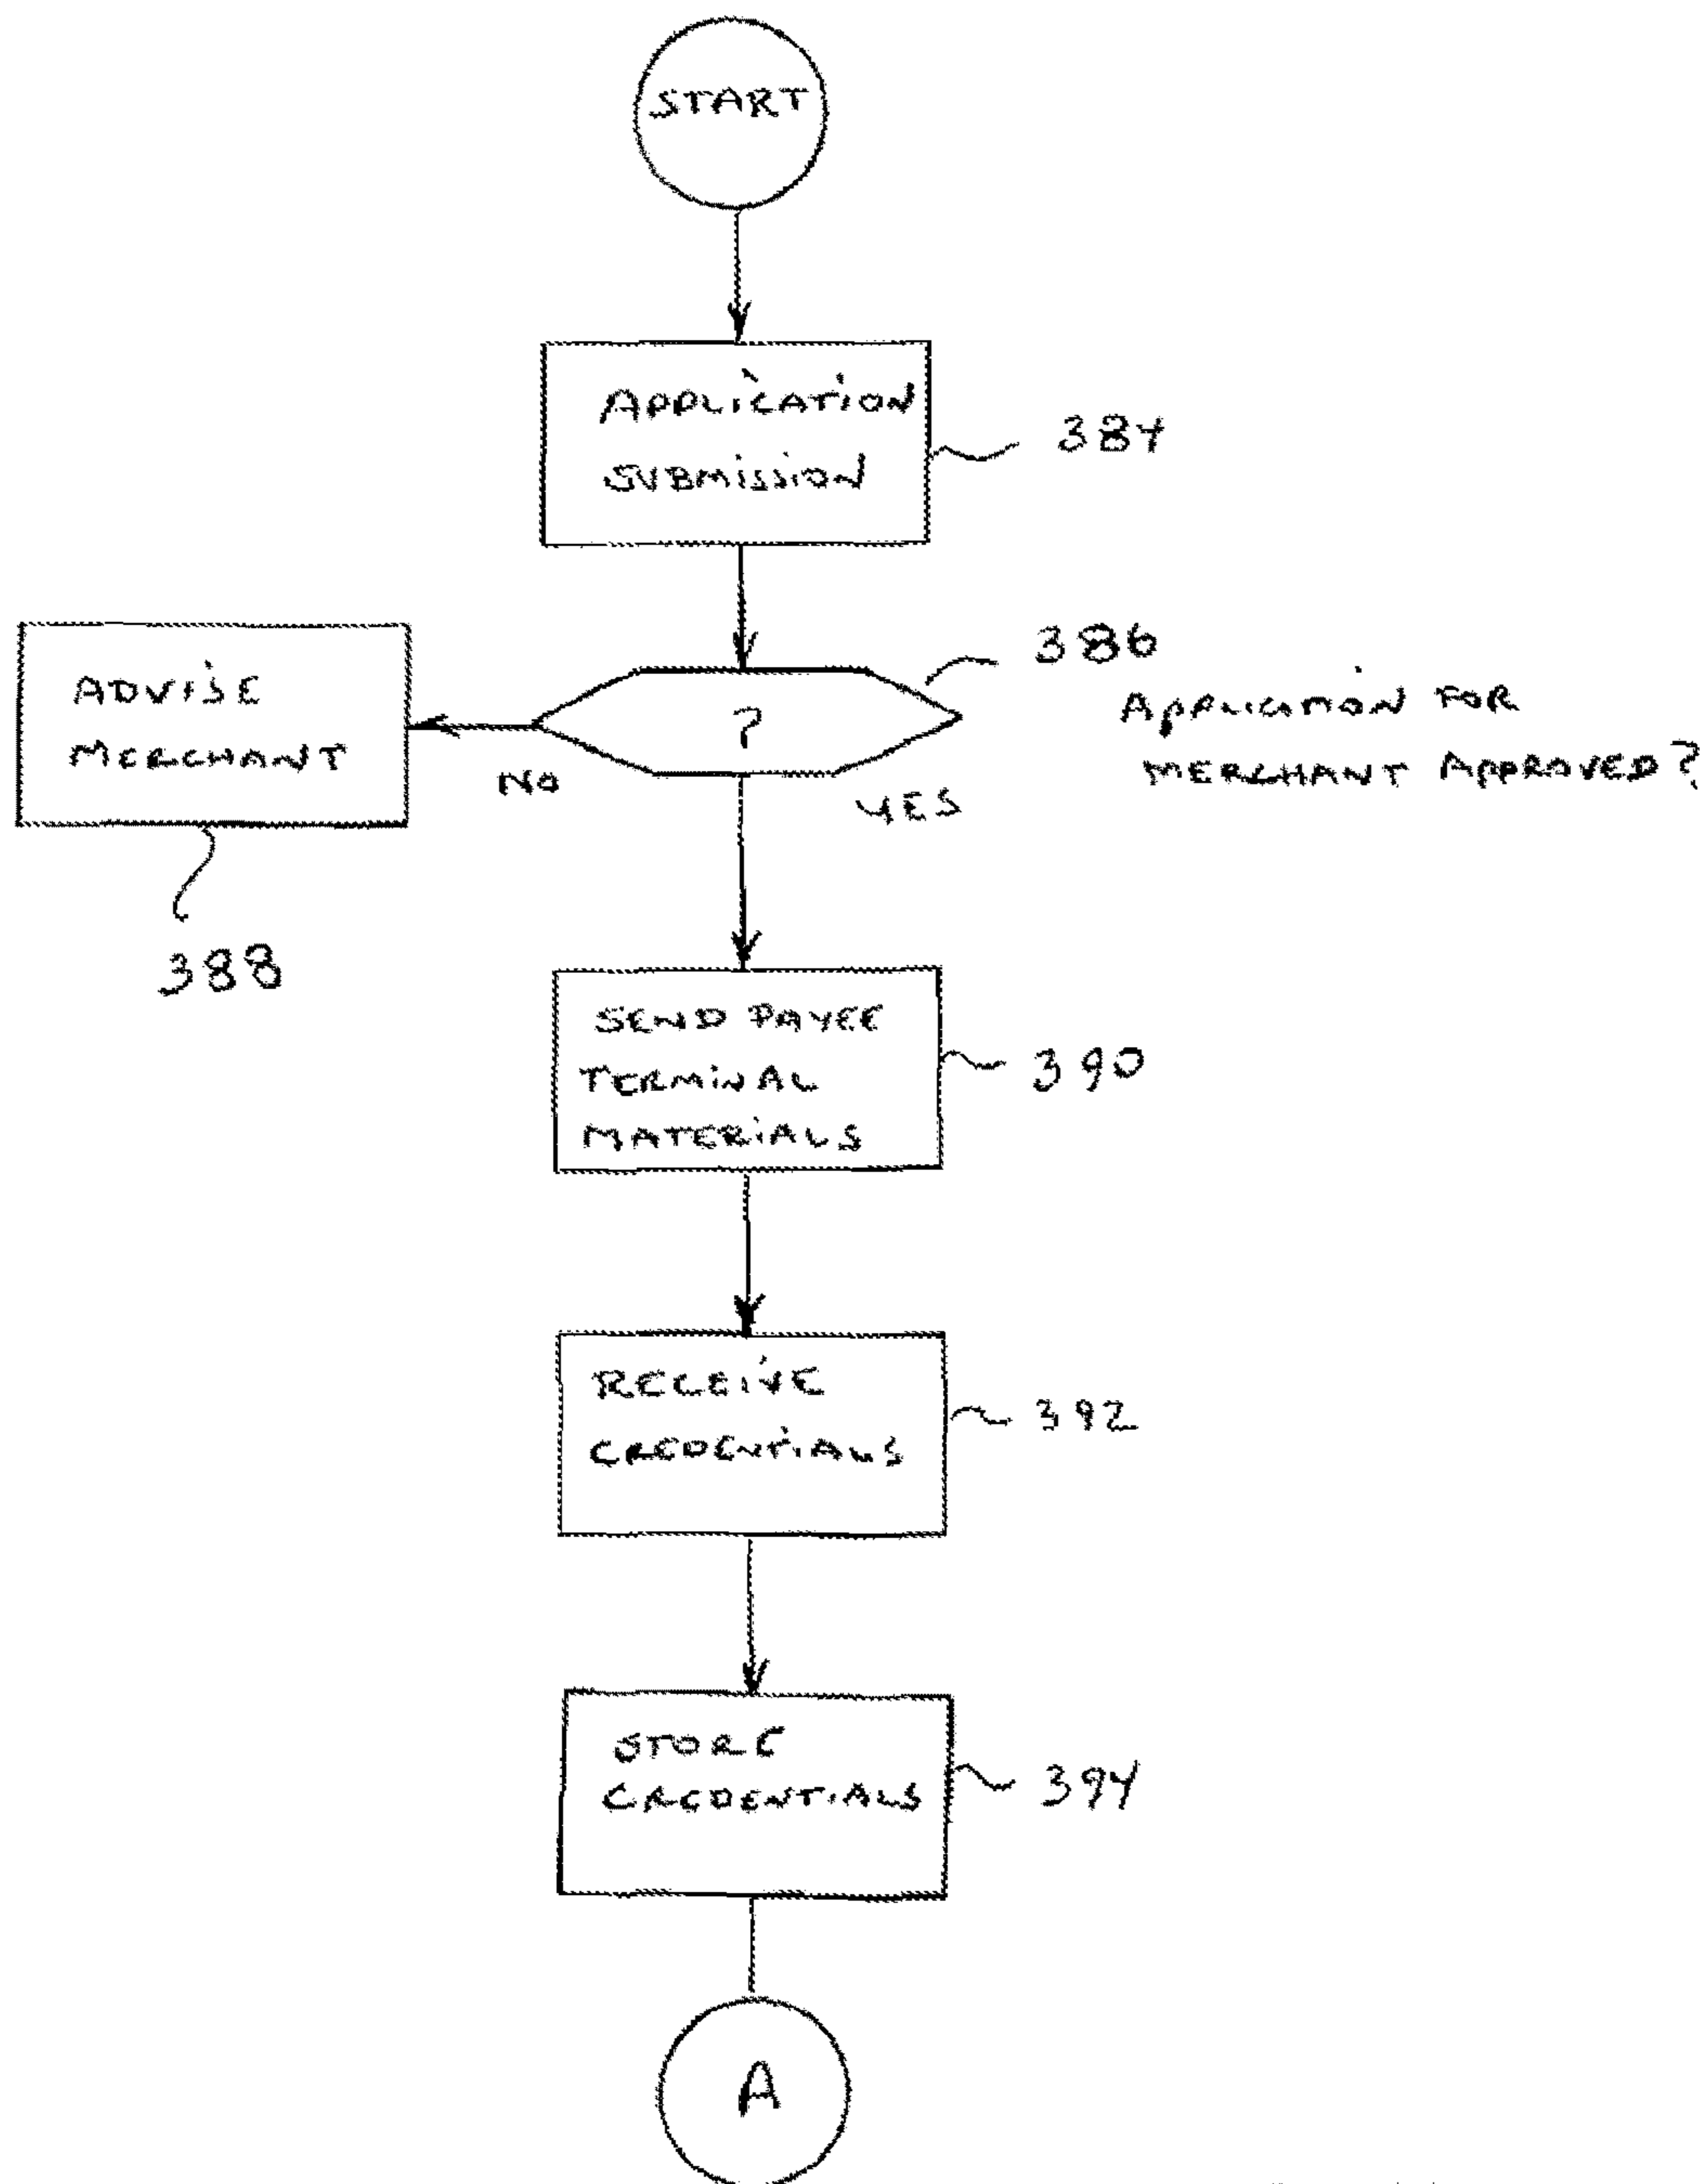 START
APPLICATION
SUBMISSION
384
386
APPLICATION FOR
MERCHANT APPROVED?
?
ADVISE
MERCHANT
NO
YES
388
SEND PAYEE
TERMINAL
MATERIALS
390
RECEIVE
CREDENTIALS
392
STORE
CREDENTIALS
394
A